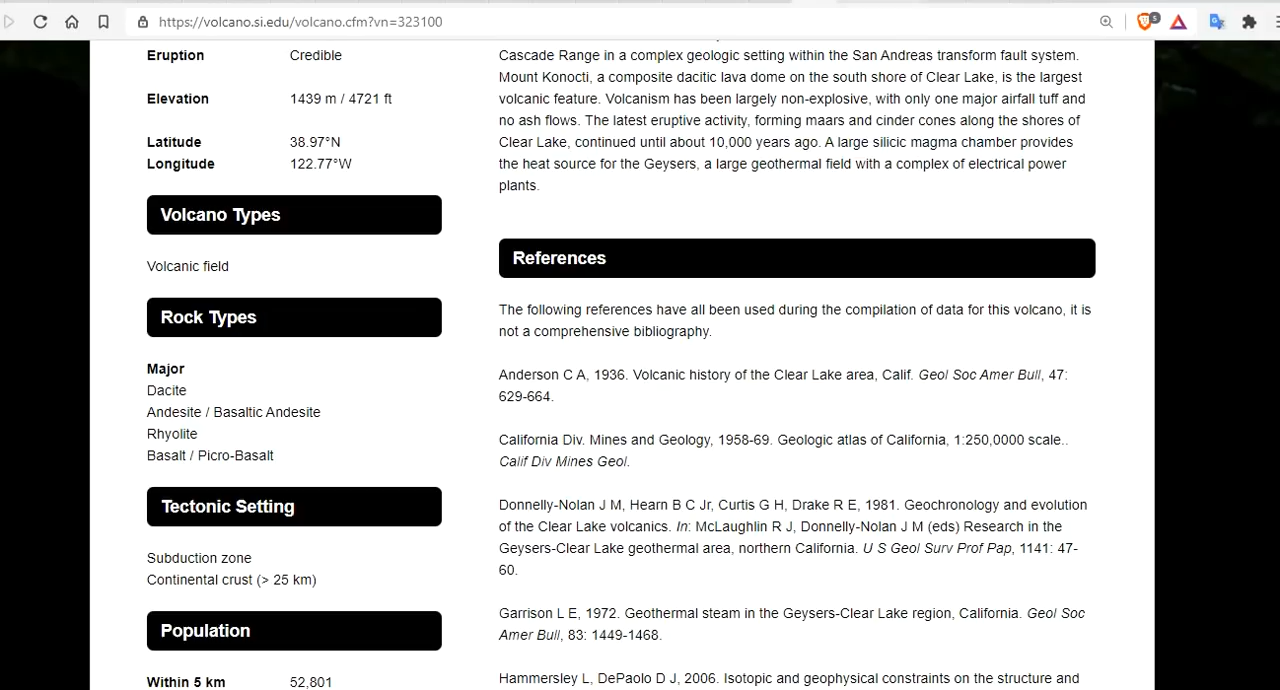 https://volcano.si.edu/volcano.cfm?vn=323100
5
Eruption Credible
Elevation 1439 m / 4721 ft
Latitude 38.97°N
Longitude 122.77°W
Volcano Types
Volcanic field
Rock Types
Major
Dacite
Andesite / Basaltic Andesite
Rhyolite
Basalt / Picro-Basalt
Tectonic Setting
Subduction zone
Continental crust (> 25 km)
Population
Within 5 km 52,801
Cascade Range in a complex geologic setting within the San Andreas transform fault system.
Mount Konocti, a composite dacitic lava dome on the south shore of Clear Lake, is the largest
volcanic feature. Volcanism has been largely non-explosive, with only one major airfall tuff and
no ash flows. The latest eruptive activity, forming maars and cinder cones along the shores of
Clear Lake, continued until about 10,000 years ago. A large silicic magma chamber provides
the heat source for the Geysers, a large geothermal field with a complex of electrical power
plants.
References
The following references have all been used during the compilation of data for this volcano, it is
not a comprehensive bibliography.
Anderson C A, 1936. Volcanic history of the Clear Lake area, Calif. Geol Soc Amer Bull, 47:
629-664.
California Div. Mines and Geology, 1958-69. Geologic atlas of California, 1:250,0000 scale..
Calif Div Mines Geol.
Donnelly-Nolan J M, Hearn B C Jr, Curtis G H, Drake R E, 1981. Geochronology and evolution
of the Clear Lake volcanics. In: McLaughlin R J, Donnelly-Nolan J M (eds) Research in the
Geysers-Clear Lake geothermal area, northern California. U S Geol Surv Prof Pap, 1141: 47-
60.
Garrison L E, 1972. Geothermal steam in the Geysers-Clear Lake region, California. Geol Soc
Amer Bull, 83: 1449-1468.
Hammersley L, DePaolo D J, 2006. Isotopic and geophysical constraints on the structure and